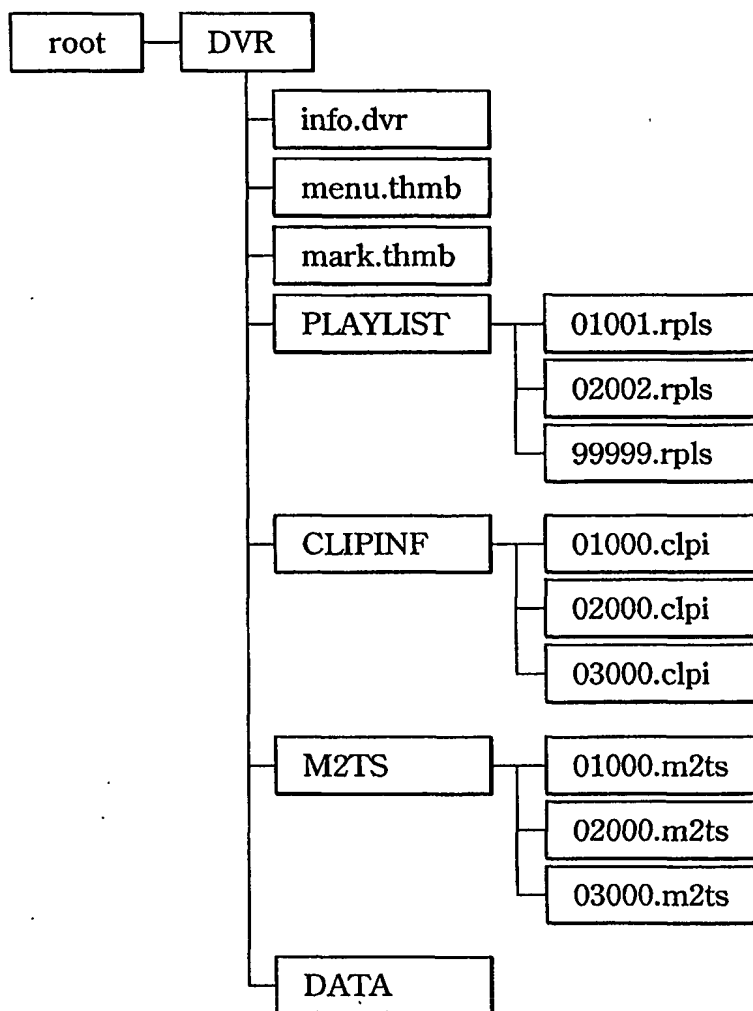 root
DVR
info.dvr
menu.thmb
mark.thmb
PLAYLIST
01001.rpls
02002.rpls
99999.rpls
CLIPINF
01000.clpi
02000.clpi
03000.clpi
M2TS
01000.m2ts
02000.m2ts
03000.m2ts
DATA